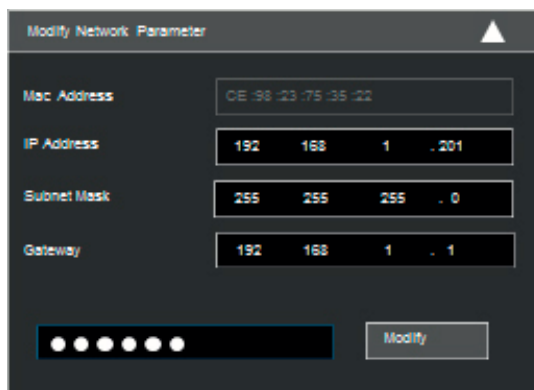 Modify Network Parameter
Mac Address CE :98 :23 :75 :35 :22
IP Address 192 168 1 . 201
Subnet Mask 255 255 255 . 0
Gateway 192 168 1 . 1
●●●●●● Modify